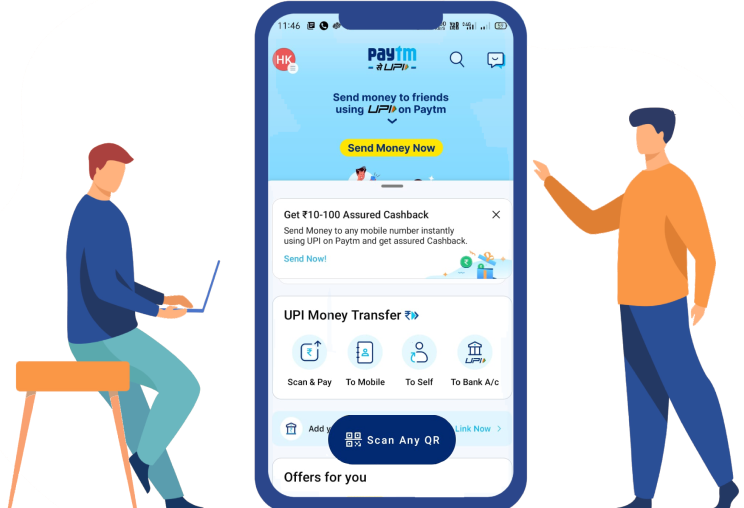 11:46
HK
paytm
UPI
Send money to friends
using UPI on Paytm
Send Money Now
Get ₹10-100 Assured Cashback
Send Money to any mobile number instantly
using UPI on Paytm and get assured Cashback.
Send Now!
UPI Money Transfer
Scan & Pay To Mobile To Self To Bank A/c
UPI
Add Link Now
Scan Any QR
Offers for you